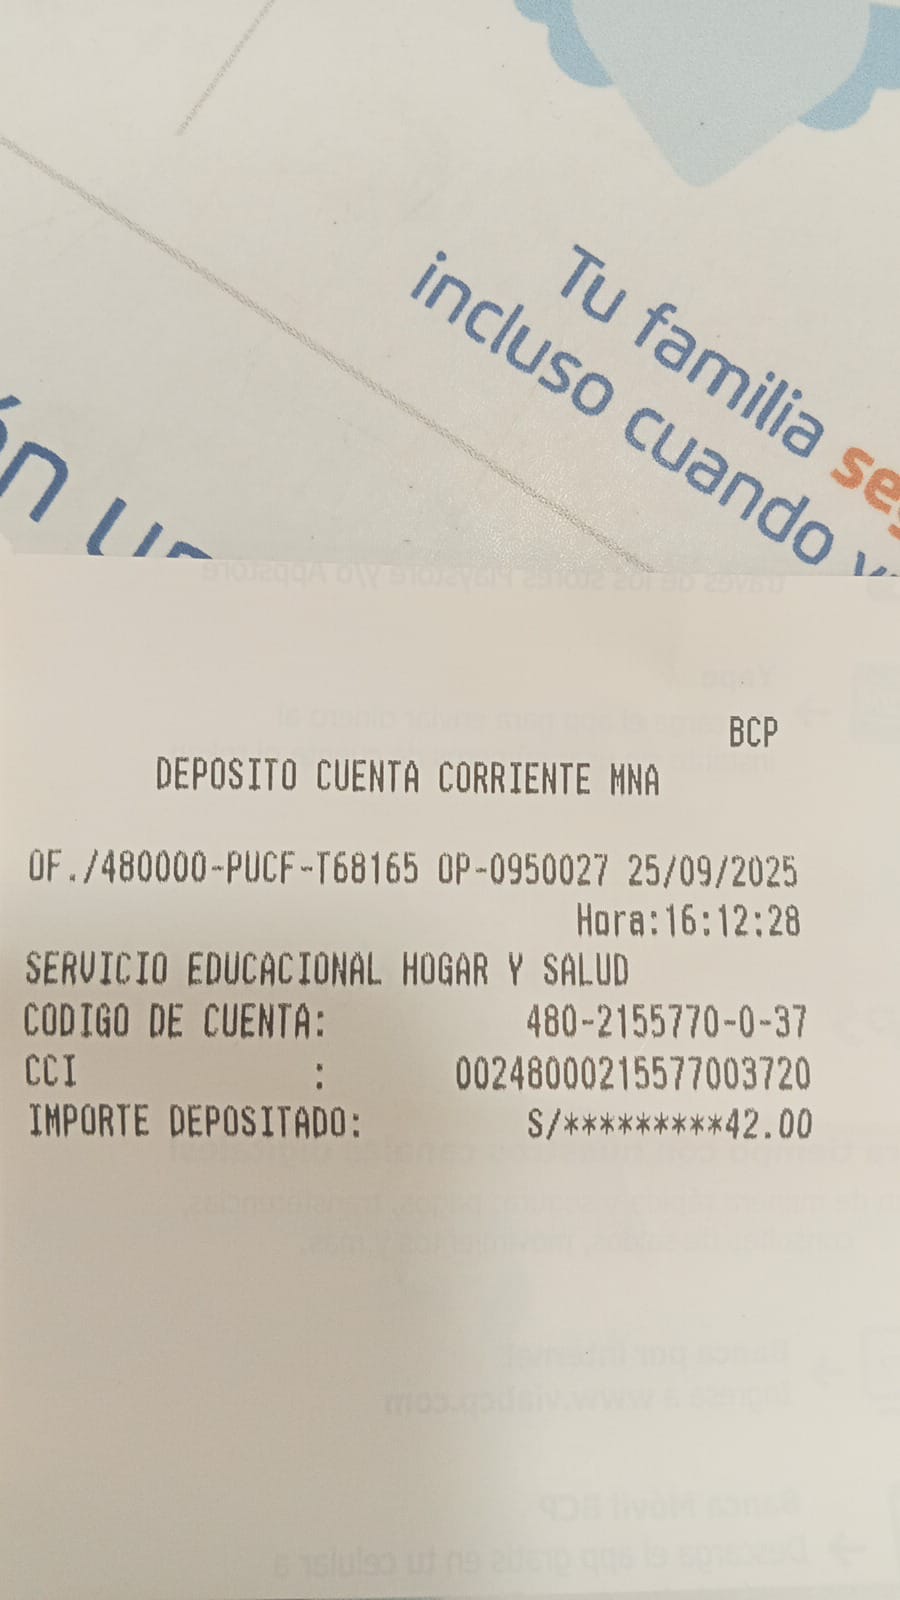 Tu familia
incluso cuando
BCP
DEPOSITO CUENTA CORRIENTE MNA
OF./480000-PUCF-T68165 OP-0950027 25/09/2025
Hora:16:12:28
SERVICIO EDUCACIONAL HOGAR Y SALUD
CODIGO DE CUENTA: 480-2155770-0-37
CCI : 00248000215577003720
IMPORTE DEPOSITADO: S/*********42.00